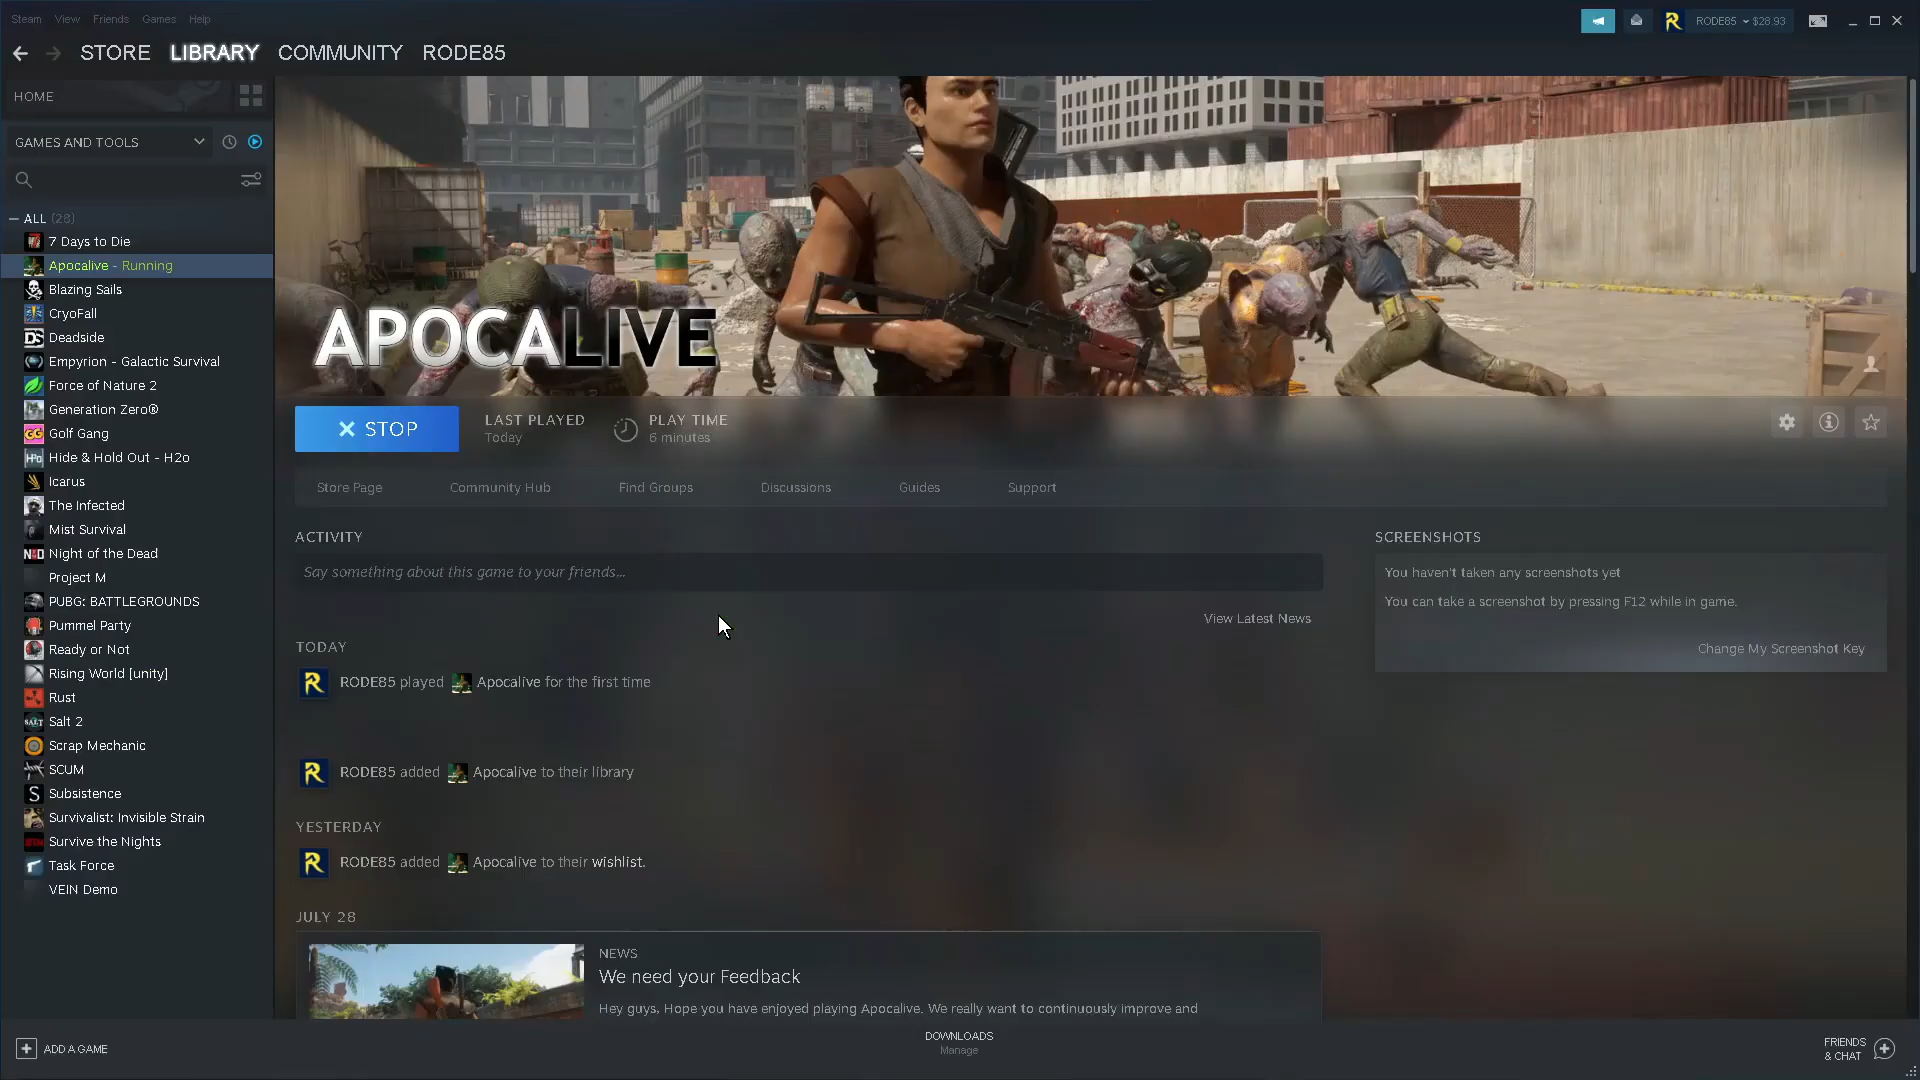 Steam View Friends Games Help
RODE85 $28.93
STORE LIBRARY COMMUNITY RODE85
HOME
GAMES AND TOOLS
ALL (28)
7 Days to Die
Apocalive - Running
Blazing Sails
CryoFall
Deadside
Empyrion - Galactic Survival
Force of Nature 2
Generation Zero®
Golf Gang
Hide & Hold Out - H2o
Icarus
The Infected
Mist Survival
Night of the Dead
Project M
PUBG: BATTLEGROUNDS
Pummel Party
Ready or Not
Rising World [unity]
Rust
Salt 2
Scrap Mechanic
SCUM
Subsistence
Survivalist: Invisible Strain
Survive the Nights
Task Force
VEIN Demo
ADD A GAME
APOCALIVE
STOP
LAST PLAYED
Today
PLAY TIME
6 minutes
Store Page Community Hub Find Groups Discussions Guides Support
ACTIVITY
Say something about this game to your friends...
View Latest News
TODAY
RODE85 played Apocalive for the first time
RODE85 added Apocalive to their library
YESTERDAY
RODE85 added Apocalive to their wishlist.
JULY 28
NEWS
We need your Feedback
Hey guys, Hope you have enjoyed playing Apocalive. We really want to continuously improve and
SCREENSHOTS
You haven't taken any screenshots yet
You can take a screenshot by pressing F12 while in game.
Change My Screenshot Key
DOWNLOADS
Manage
FRIENDS
& CHAT